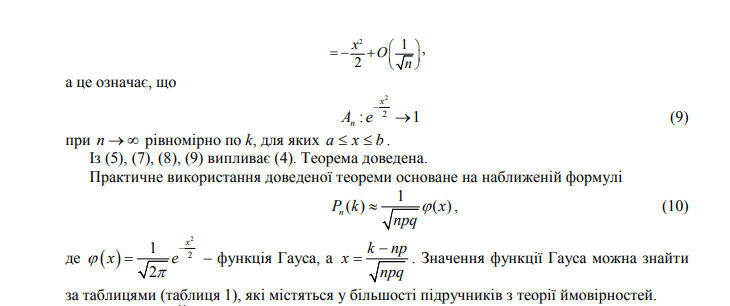 = −x²/2 + O(1/√n),
а це означає, що
Aₙ : e^(−x²/2) → 1 (9)
при n → ∞ рівномірно по k, для яких a ≤ x ≤ b .
Із (5), (7), (8), (9) випливає (4). Теорема доведена.
Практичне використання доведеної теореми основане на наближеній формулі
Pₙ(k) ≈ 1/√npq φ(x) , (10)
де φ(x) = 1/√2π e^(−x²/2) – функція Гауса, а x = (k − np)/√npq . Значення функції Гауса можна знайти
за таблицями (таблиця 1), які містяться у більшості підручників з теорії ймовірностей.